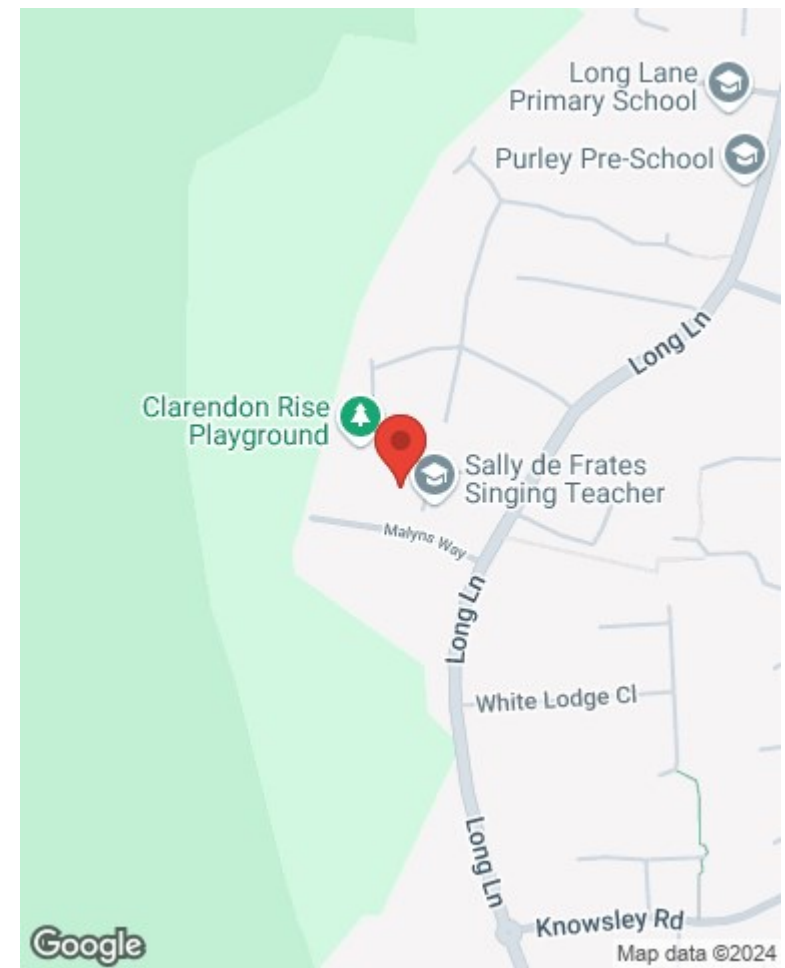 Long Lane
Primary School
Purley Pre-School
Long Ln
Clarendon Rise
Playground
Sally de Frates
Singing Teacher
Malyns Way
Long Ln
White Lodge Cl
Long Ln
Knowsley Rd
Google
Map data ©2024